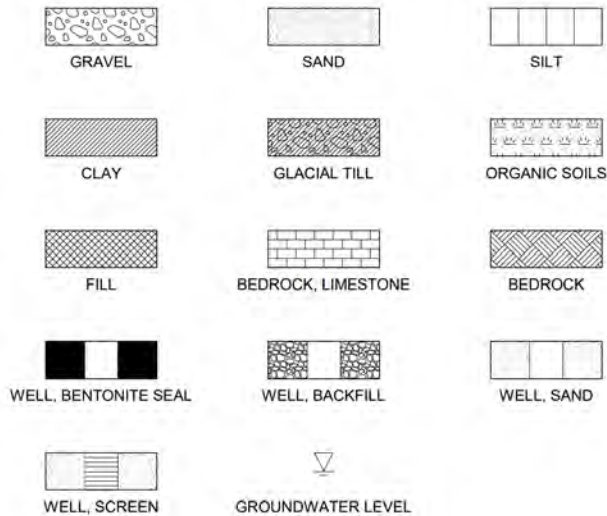 GRAVEL
SAND
SILT
CLAY
GLACIAL TILL
ORGANIC SOILS
FILL
BEDROCK, LIMESTONE
BEDROCK
WELL, BENTONITE SEAL
WELL, BACKFILL
WELL, SAND
WELL, SCREEN
GROUNDWATER LEVEL